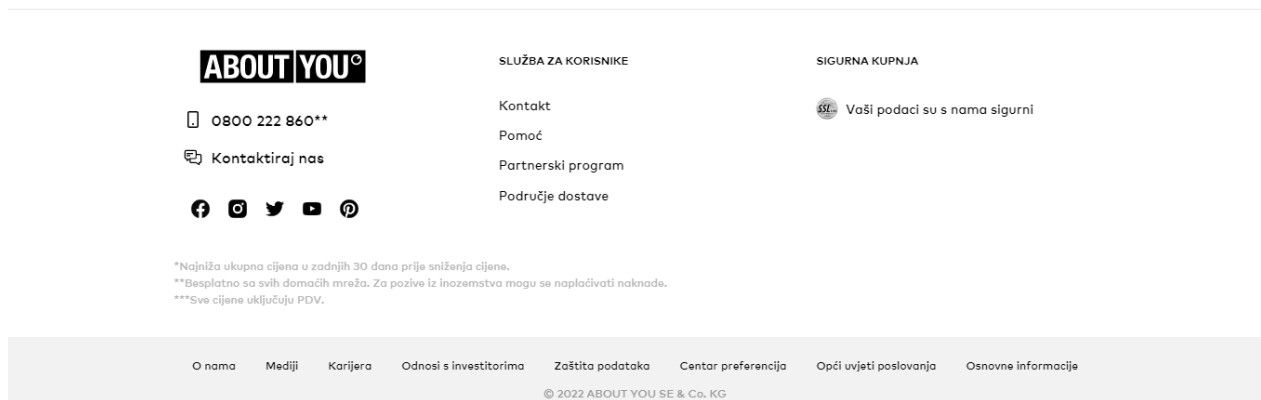 ABOUT YOU°
0800 222 860**
Kontaktiraj nas
SLUŽBA ZA KORISNIKE
Kontakt
Pomoć
Partnerski program
Područje dostave
SIGURNA KUPNJA
SSL
Vaši podaci su s nama sigurni
*Najniža ukupna cijena u zadnjih 30 dana prije sniženja cijene.
**Besplatno sa svih domaćih mreža. Za pozive iz inozemstva mogu se naplaćivati naknade.
***Sve cijene uključuju PDV.
O nama Mediji Karijera Odnosi s investitorima Zaštita podataka Centar preferencija Opći uvjeti poslovanja Osnovne informacije
© 2022 ABOUT YOU SE & Co. KG